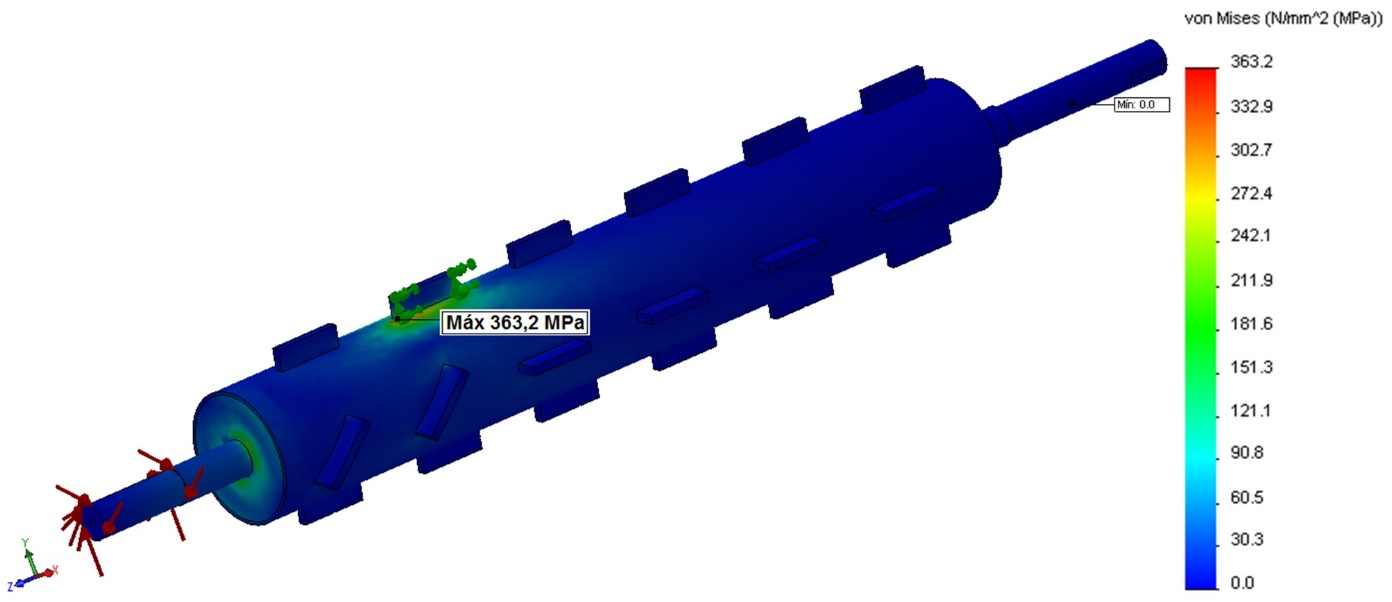 von Mises (N/mm^2 (MPa))
363.2
332.9
302.7
272.4
242.1
211.9
181.6
151.3
121.1
90.8
60.5
30.3
0.0
Mín: 0.0
Máx 363,2 MPa
Y
X
Z